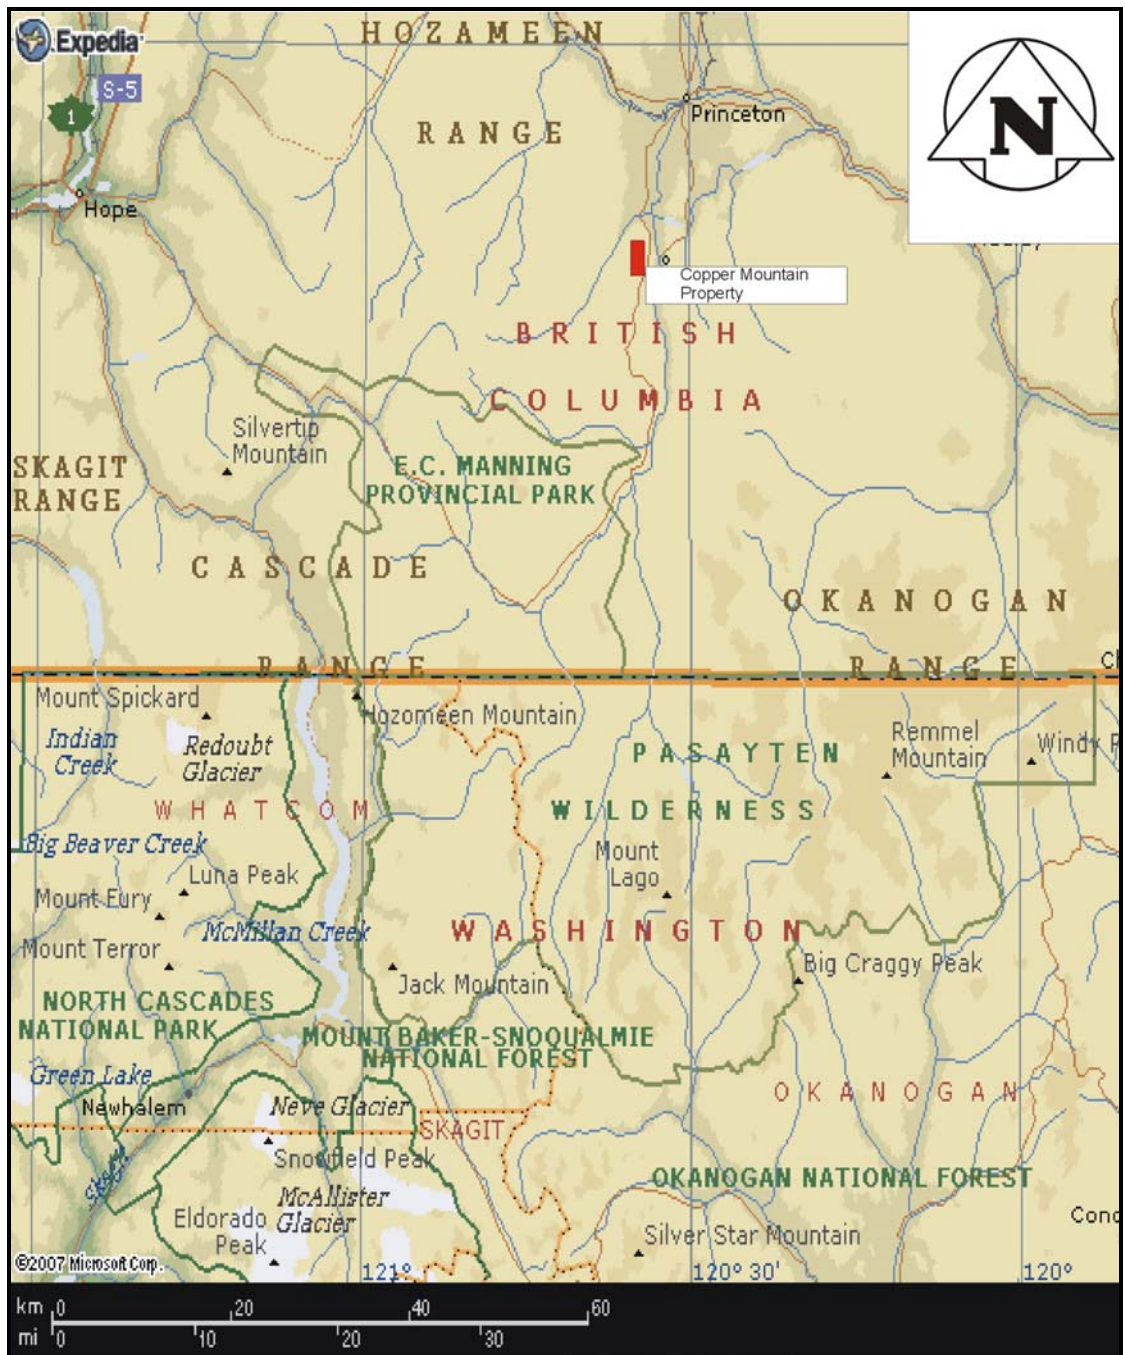 HOZAMEEN
Expedia
S-5
1
Princeton
N
RANGE
Hope
Copper Mountain
Property
BRITISH
COLUMBIA
Silvertip
Mountain
SKAGIT
RANGE
E.C. MANNING
PROVINCIAL PARK
CASCADE
OKANOGAN
RANGE
RANGE
Mount Spickard
Hozomeen Mountain
Indian
Creek
Redoubt
Glacier
PASAYTEN
Remmel
Mountain
Windy
WHATCOM
WILDERNESS
Big Beaver Creek
Mount
Lago
Luna Peak
Mount Fury
McMillan Creek
WASHINGTON
Mount Terror
Big Craggy Peak
Jack Mountain
NORTH CASCADES
NATIONAL PARK
MOUNT BAKER-SNOQUALMIE
NATIONAL FOREST
Green Lake
OKANOGAN
Newhalem
Neve Glacier
SKAGIT
Snowfield Peak
Skagit
OKANOGAN NATIONAL FOREST
McAllister
Glacier
Eldorado
Peak
Conc
Silver Star Mountain
©2007 Microsoft Corp.
121° 120° 30' 120°
km 0 20 40 60
mi 0 10 20 30